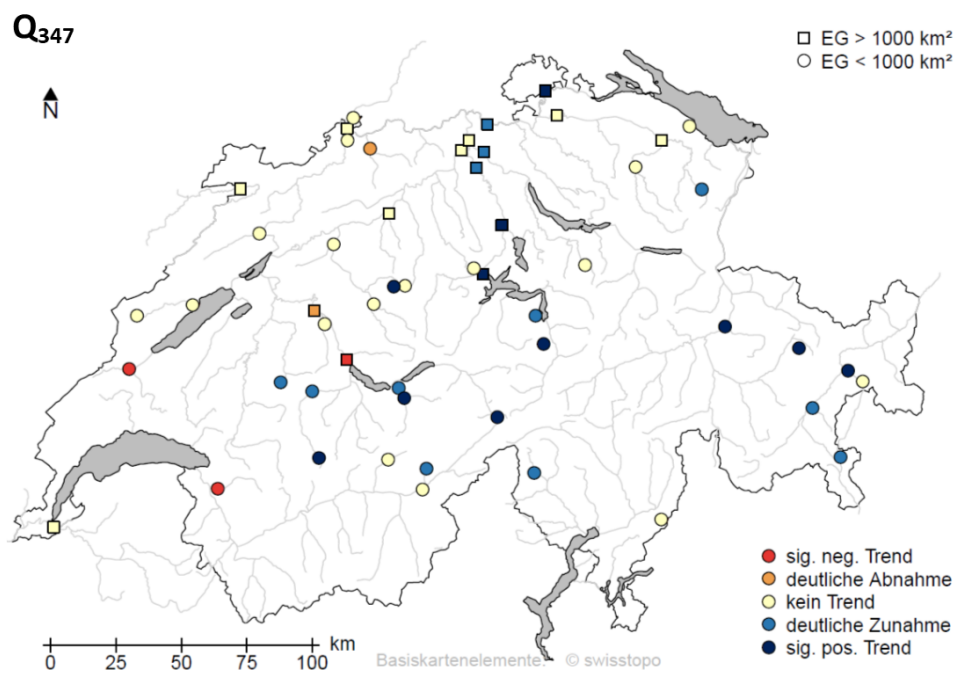 Q₃₄₇
EG > 1000 km²
EG < 1000 km²
N
sig. neg. Trend
deutliche Abnahme
kein Trend
deutliche Zunahme
sig. pos. Trend
km
0 25 50 75 100
Basiskartenelemente: © swisstopo